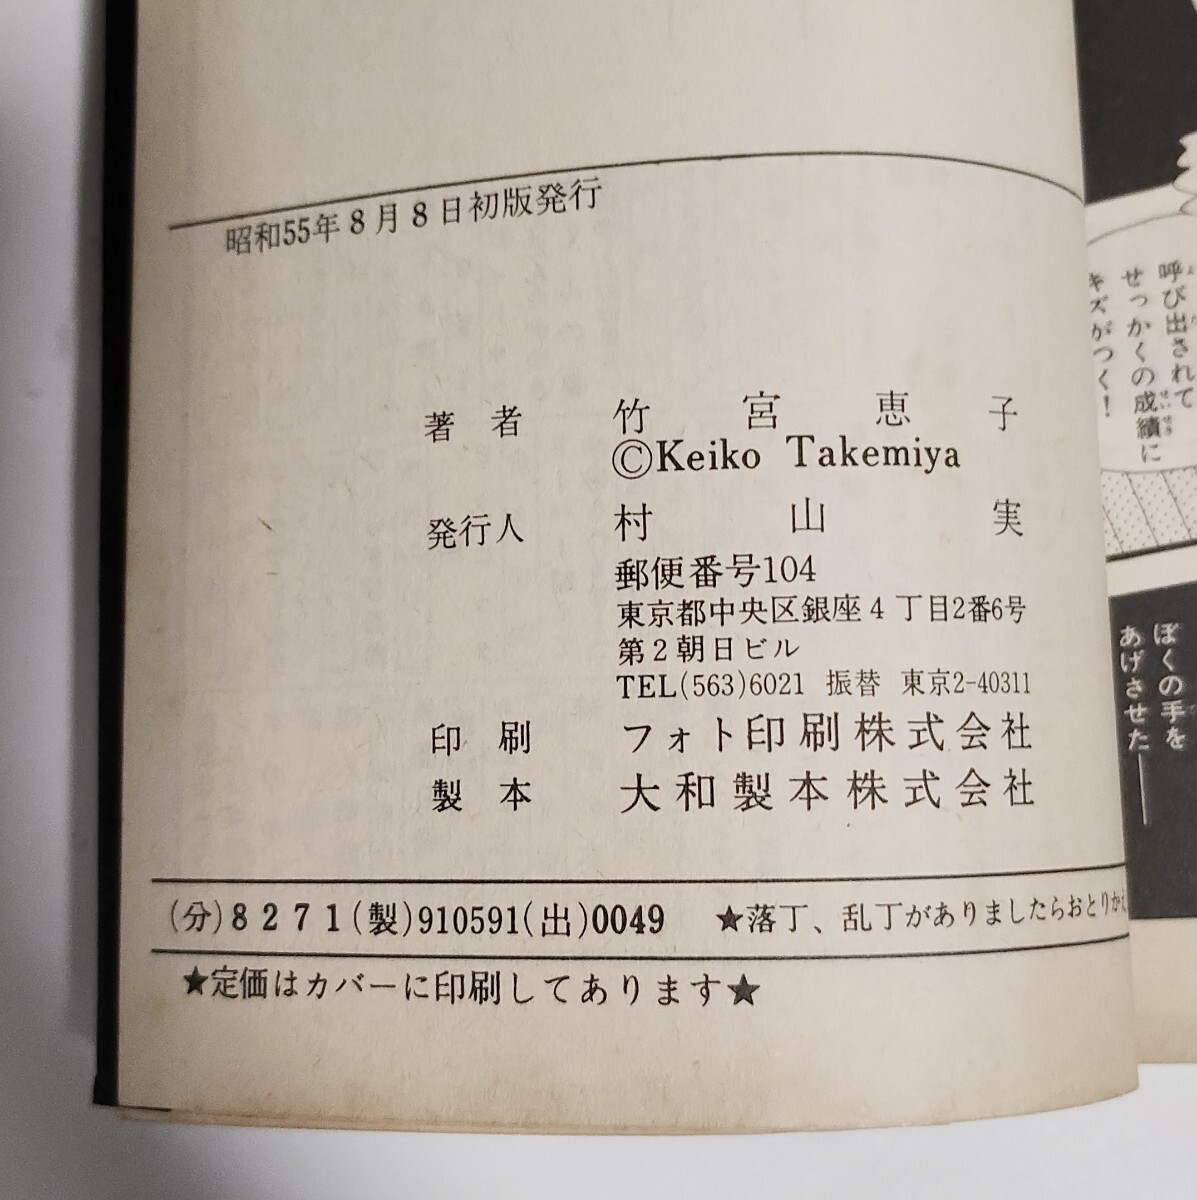 昭和55年8月8日初版発行
著者 竹宮恵子
©Keiko Takemiya
発行人 村山実
郵便番号104
東京都中央区銀座4丁目2番6号
第2朝日ビル
TEL(563)6021 振替 東京2-40311
印刷 フォト印刷株式会社
製本 大和製本株式会社
(分)8271(製)910591(出)0049 ★落丁、乱丁がありましたらおとりかえ
★定価はカバーに印刷してあります★
呼び出されて
せっかくの成績に
キズがつく!
ぼくの手を
あげさせた――